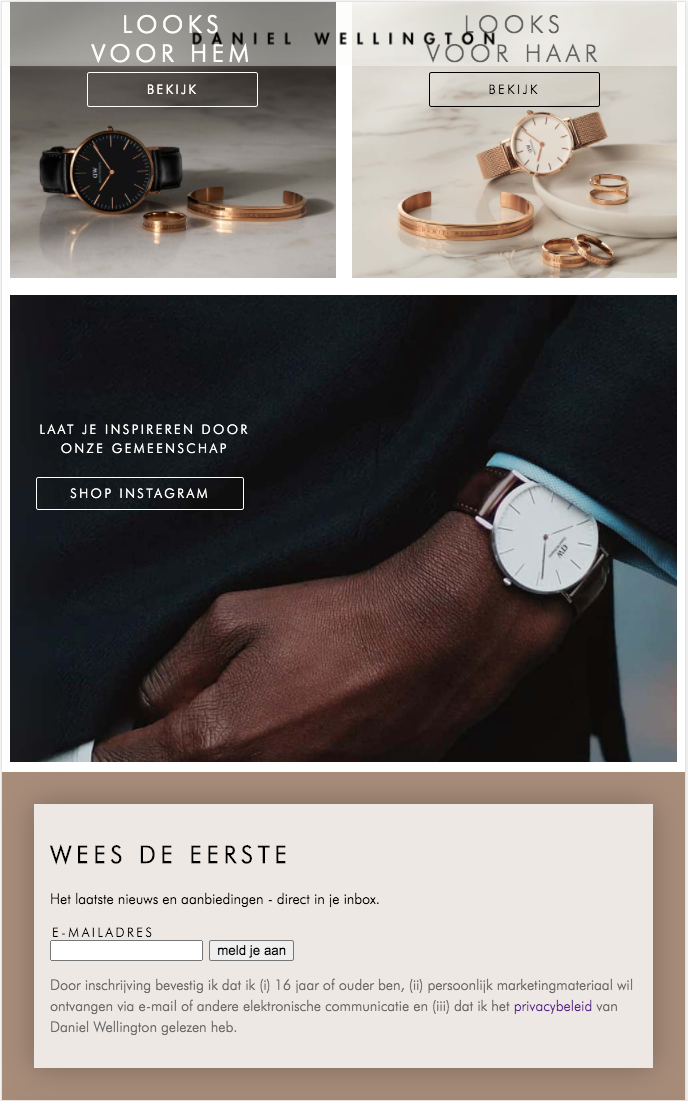 LOOKS
VOOR HEM
DANIEL WELLINGTON
LOOKS
VOOR HAAR
BEKIJK
BEKIJK
DW
DW
LAAT JE INSPIREREN DOOR
ONZE GEMEENSCHAP
SHOP INSTAGRAM
DW
WEES DE EERSTE
Het laatste nieuws en aanbiedingen - direct in je inbox.
E-MAILADRES
meld je aan
Door inschrijving bevestig ik dat ik (i) 16 jaar of ouder ben, (ii) persoonlijk marketingmateriaal wil
ontvangen via e-mail of andere elektronische communicatie en (iii) dat ik het privacybeleid van
Daniel Wellington gelezen heb.